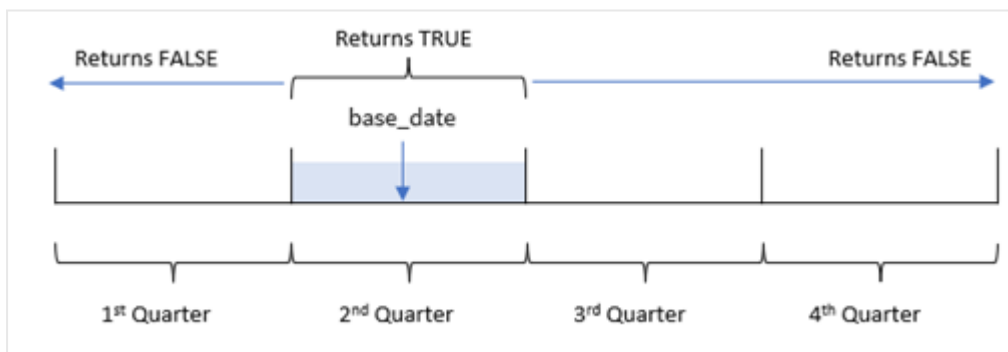 Returns TRUE
Returns FALSE
Returns FALSE
base_date
1st Quarter
2nd Quarter
3rd Quarter
4th Quarter